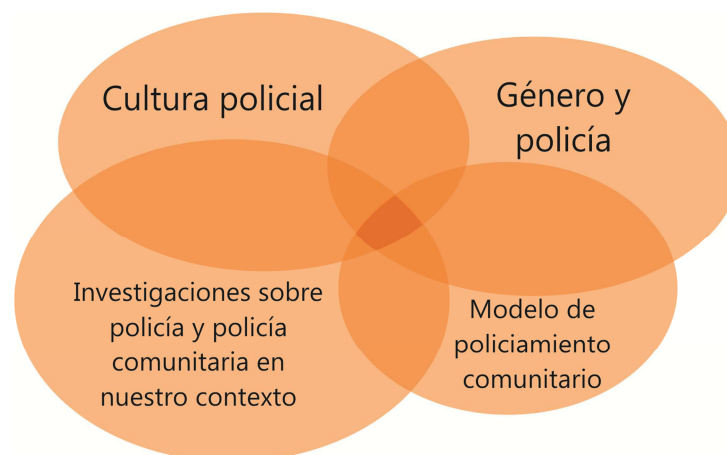 Cultura policial
Género y
policía
Investigaciones sobre
policía y policía
comunitaria en
nuestro contexto
Modelo de
policiamiento
comunitario